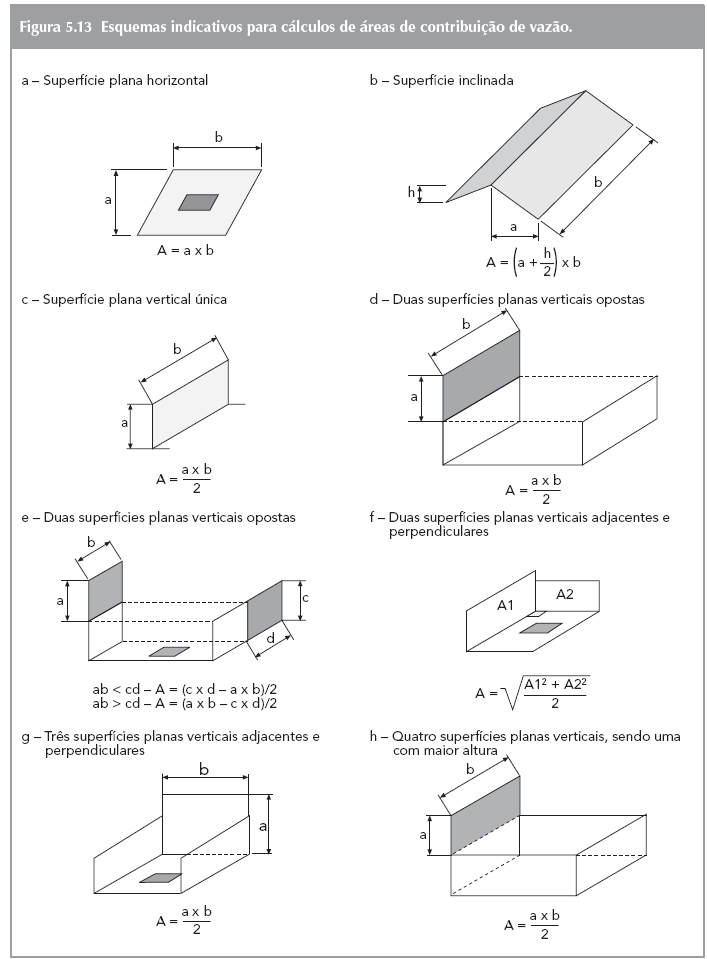 Figura 5.13 Esquemas indicativos para cálculos de áreas de contribuição de vazão.
a – Superfície plana horizontal
b
a
A = a x b
b – Superfície inclinada
h
b
a
A = (a + h/2) x b
c – Superfície plana vertical única
b
a
A = a x b / 2
d – Duas superfícies planas verticais opostas
b
a
A = a x b / 2
e – Duas superfícies planas verticais opostas
b
a
c
d
ab < cd – A = (c x d – a x b)/2
ab > cd – A = (a x b – c x d)/2
f – Duas superfícies planas verticais adjacentes e
perpendiculares
A1
A2
A = √(A1² + A2² / 2)
g – Três superfícies planas verticais adjacentes e
perpendiculares
b
a
A = a x b / 2
h – Quatro superfícies planas verticais, sendo uma
com maior altura
b
a
A = a x b / 2